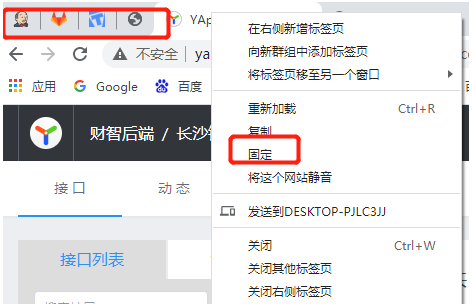 YAp
不安全 ya
应用
Google
百度
财智后端 / 长沙
接 口
动 态
接口列表
在右侧新增标签页
向新群组中添加标签页
将标签页移至另一个窗口
重新加载 Ctrl+R
复制
固定
将这个网站静音
发送到DESKTOP-PJLC3JJ
关闭 Ctrl+W
关闭其他标签页
关闭右侧标签页